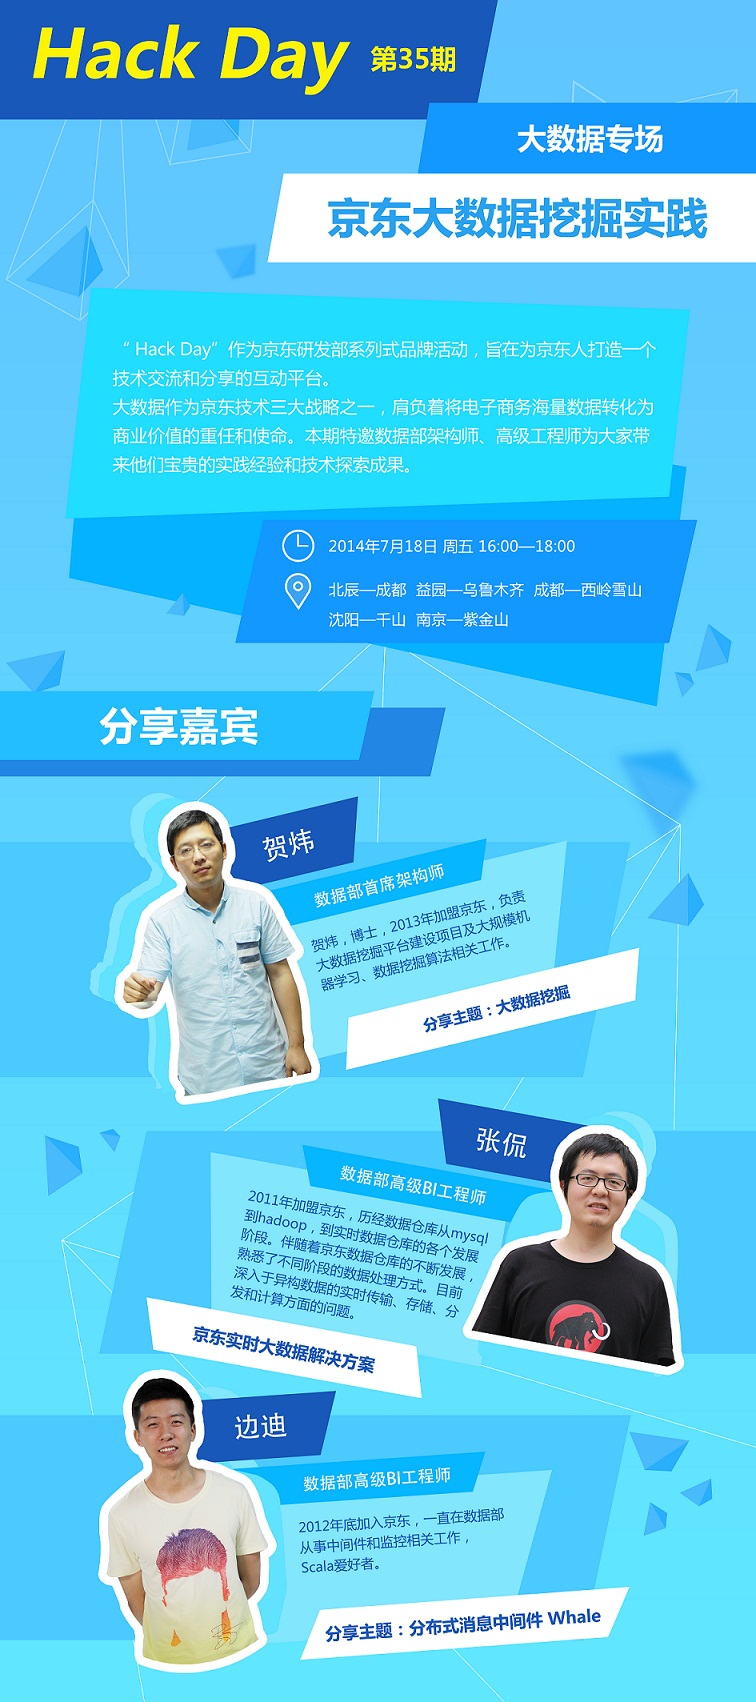 Hack Day 第35期
大数据专场
京东大数据挖掘实践
“ Hack Day”作为京东研发部系列式品牌活动，旨在为京东人打造一个
技术交流和分享的互动平台。
大数据作为京东技术三大战略之一，肩负着将电子商务海量数据转化为
商业价值的重任和使命。本期特邀数据部架构师、高级工程师为大家带
来他们宝贵的实践经验和技术探索成果。
2014年7月18日 周五 16:00—18:00
北辰—成都 益园—乌鲁木齐 成都—西岭雪山
沈阳—千山 南京—紫金山
分享嘉宾
贺炜
数据部首席架构师
贺炜，博士，2013年加盟京东，负责
大数据挖掘平台建设项目及大规模机
器学习、数据挖掘算法相关工作。
分享主题：大数据挖掘
张侃
数据部高级BI工程师
2011年加盟京东，历经数据仓库从mysql
到hadoop，到实时数据仓库的各个发展
阶段。伴随着京东数据仓库的不断发展，
熟悉了不同阶段的数据处理方式。目前
深入于异构数据的实时传输、存储、分
发和计算方面的问题。
京东实时大数据解决方案
边迪
数据部高级BI工程师
2012年底加入京东，一直在数据部
从事中间件和监控相关工作，
Scala爱好者。
分享主题：分布式消息中间件 Whale